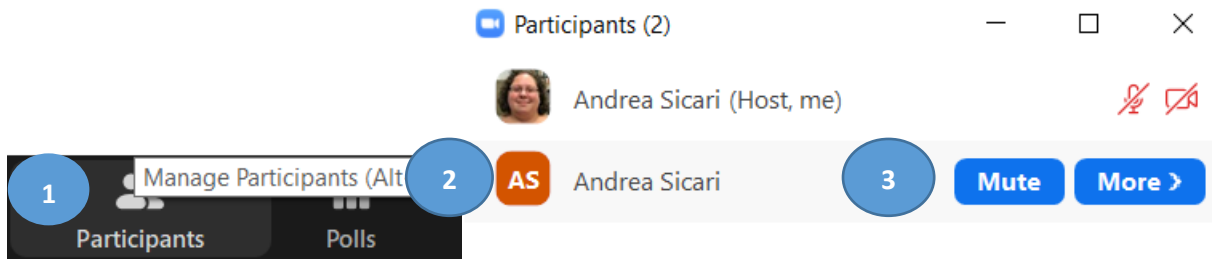 Participants (2)
Andrea Sicari (Host, me)
1
Manage Participants (Alt
2
AS
Andrea Sicari
3
Mute
More
Participants
Polls